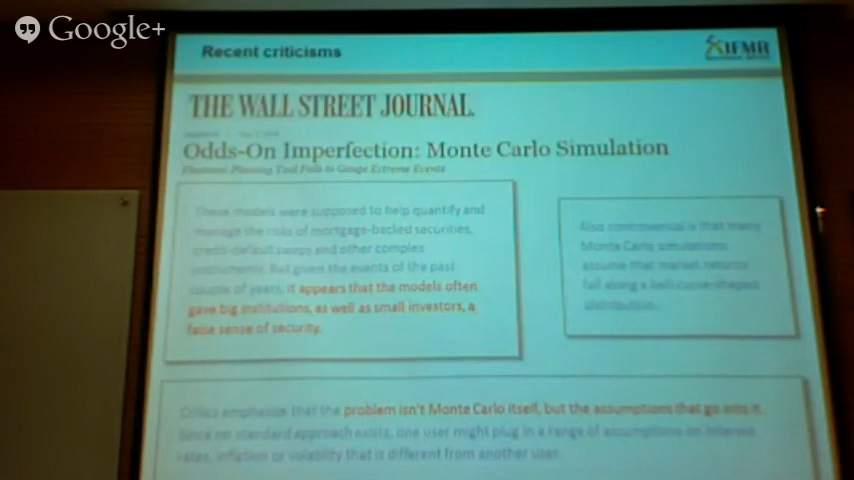 Google+
Recent criticisms
IFMR
THE WALL STREET JOURNAL.
Odds-On Imperfection: Monte Carlo Simulation
Financial Planning Tool Fails to Gauge Extreme Events
These models were supposed to help quantify and
manage the risks of mortgage-backed securities,
credit-default swaps and other complex
instruments. But given the events of the past
couple of years, it appears that the models often
gave big institutions, as well as small investors, a
false sense of security.
Also controversial is that many
Monte Carlo simulations
assume that market returns
fall along a bell-curve-shaped
distribution.
Critics emphasize that the problem isn't Monte Carlo itself, but the assumptions that go into it.
Since no standard approach exists, one user might plug in a range of assumptions on interest
rates, inflation or volatility that is different from another user.